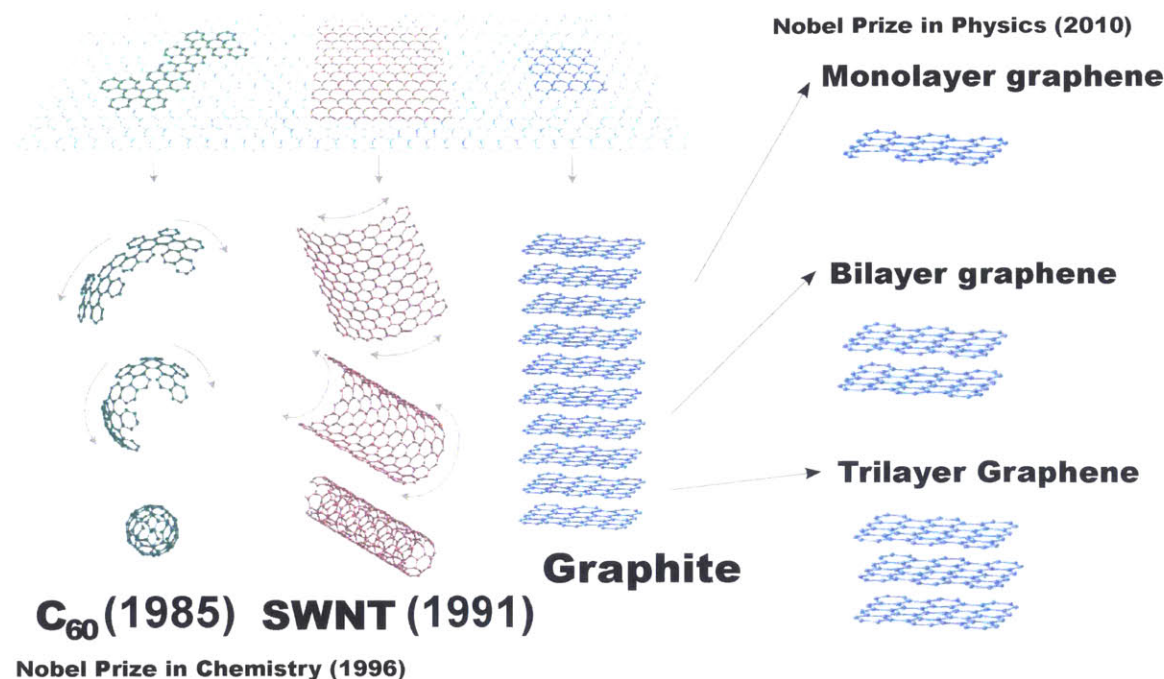 Nobel Prize in Physics (2010)
Monolayer graphene
Bilayer graphene
Trilayer Graphene
Graphite
C₆₀ (1985) SWNT (1991)
Nobel Prize in Chemistry (1996)